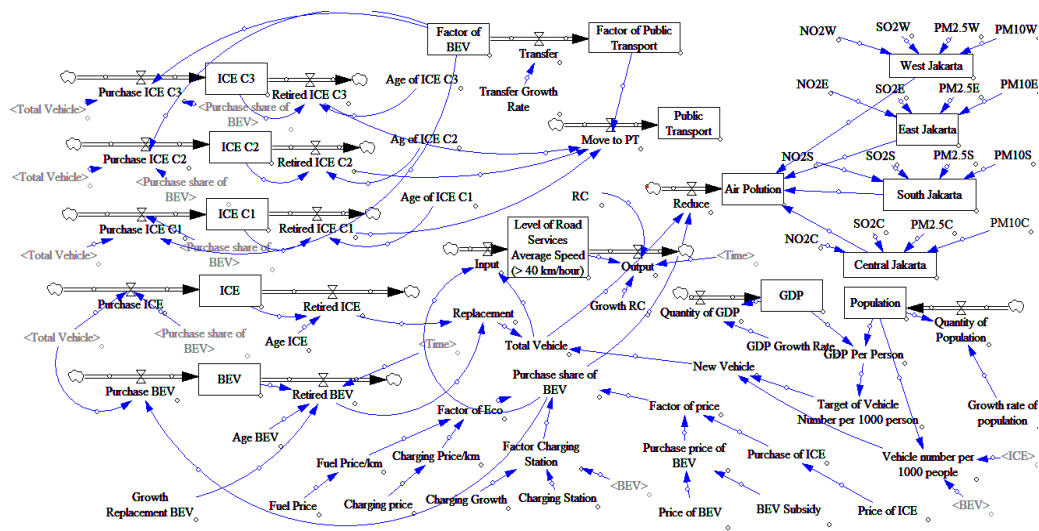 NO2W
SO2W
PM2.5W
PM10W
Factor of
BEV
Factor of Public
Transport
Transfer
West Jakarta
Transfer Growth
Rate
Age of ICE C3
ICE C3
Purchase ICE C3
Retired ICE C3
<Total Vehicle>
<Purchase share of
BEV>
NO2E
SO2E
PM2.5E
PM10E
East Jakarta
Public
Transport
Move to PT
Ag of ICE C2
ICE C2
Purchase ICE C2
Retired ICE C2
<Total Vehicle>
<Purchase share of
BEV>
NO2S
SO2S
PM2.5S
PM10S
South Jakarta
Air Polution
Reduce
RC
Age of ICE C1
ICE C1
Purchase ICE C1
Retired ICE C1
<Total Vehicle>
<Purchase share of
BEV>
Level of Road
Services
Average Speed
(> 40 km/hour)
Input
Output
<Time>
Growth RC
NO2C
SO2C
PM2.5C
PM10C
Central Jakarta
ICE
Purchase ICE
Retired ICE
<Total Vehicle>
<Purchase share of
BEV>
Age ICE
Replacement
<Time>
Total Vehicle
GDP
Quantity of GDP
GDP Growth Rate
Population
Quantity of
Population
GDP Per Person
Growth rate of
population
New Vehicle
Target of Vehicle
Number per 1000 person
Vehicle number per
1000 people
<ICE>
<BEV>
BEV
Purchase BEV
Retired BEV
Age BEV
Growth
Replacement BEV
Purchase share of
BEV
Factor of Eco
Fuel Price/km
Charging Price/km
Fuel Price
Charging price
Factor Charging
Station
Charging Growth
Charging Station
<BEV>
Factor of price
Purchase price of
BEV
Purchase of ICE
Price of BEV
BEV Subsidy
Price of ICE